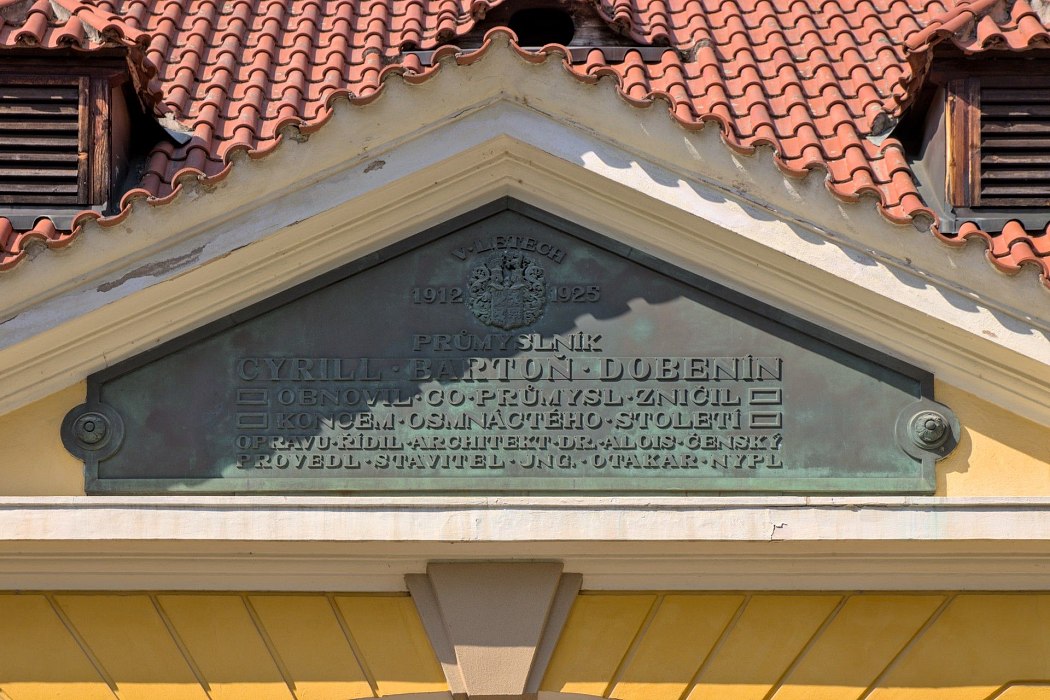 V·LETECH
1912 1925
PRŮMYSLNÍK
CYRILL·BARTOŇ·DOBENÍN
OBNOVIL·CO·PRŮMYSL·ZNIČIL
KONCEM·OSMNÁCTÉHO·STOLETÍ
OPRAVU·ŘÍDIL·ARCHITEKT·DR.·ALOIS·ČENSKÝ
PROVEDL·STAVITEL·JNG.·OTAKAR·NYPL